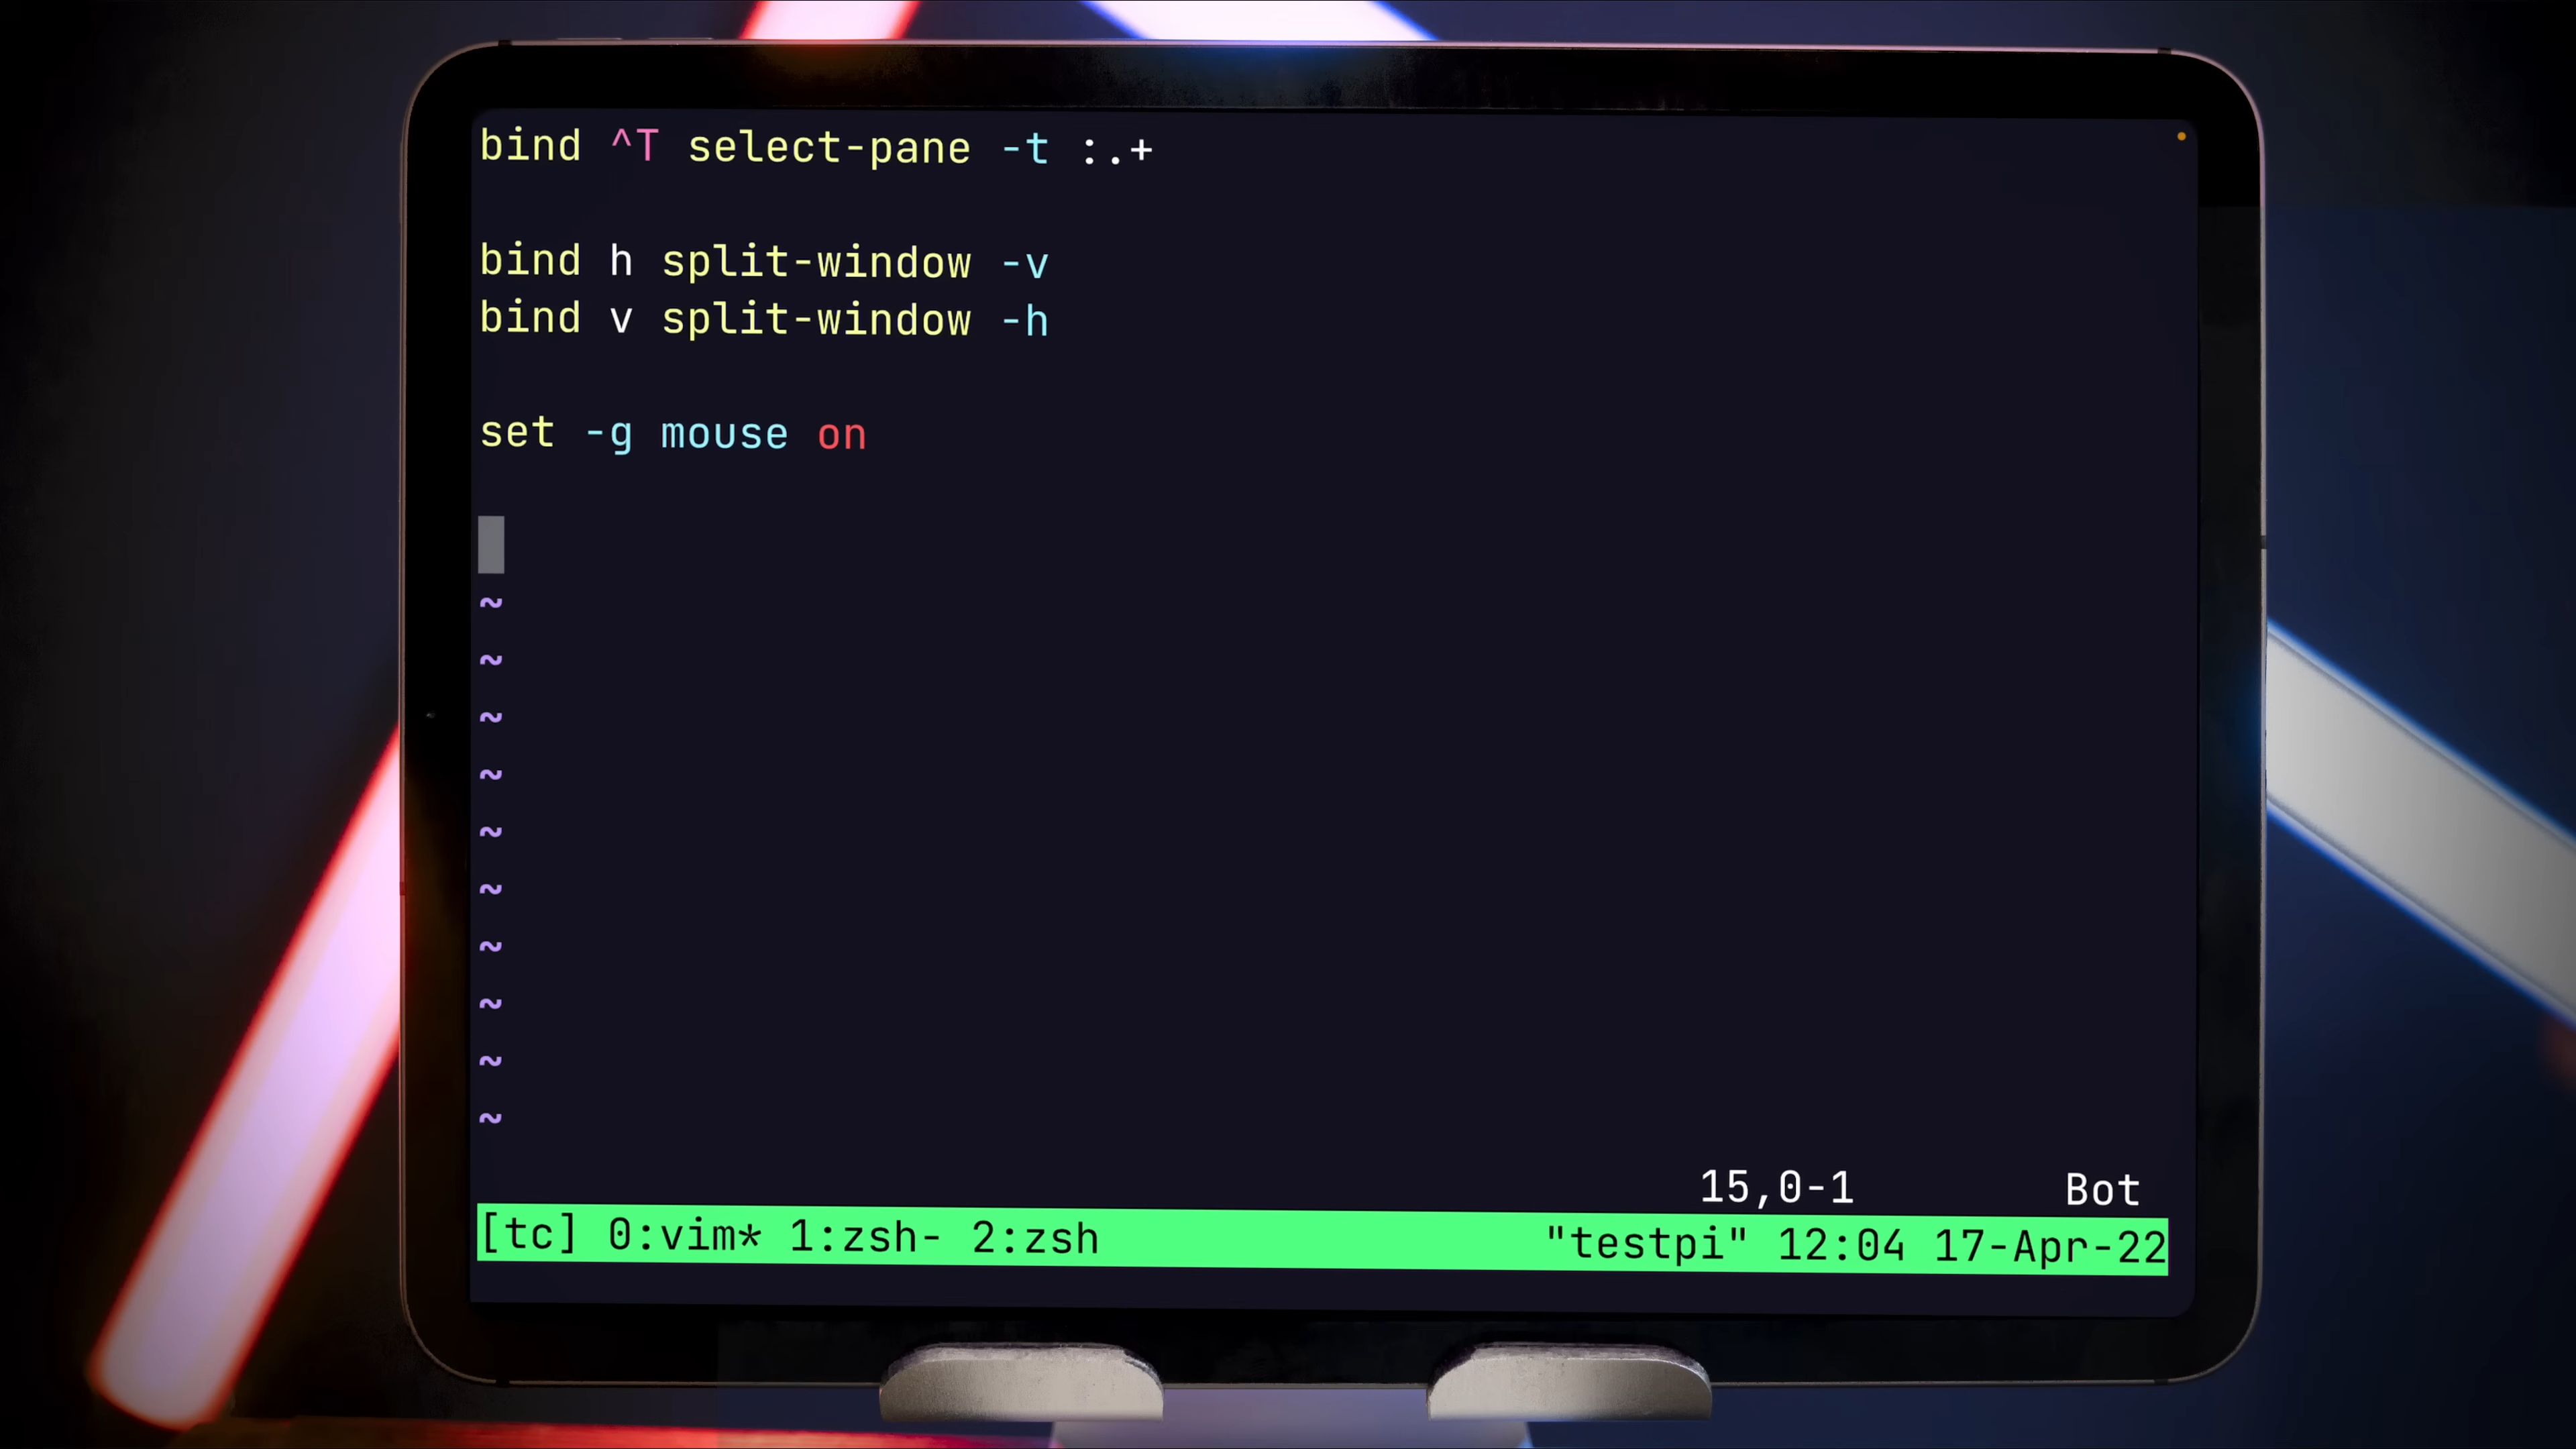 bind ^T select-pane -t :.+
bind h split-window -v
bind v split-window -h
set -g mouse on
~
~
~
~
~
~
~
~
~
~
15,0-1 Bot
[tc] 0:vim* 1:zsh- 2:zsh "testpi" 12:04 17-Apr-22